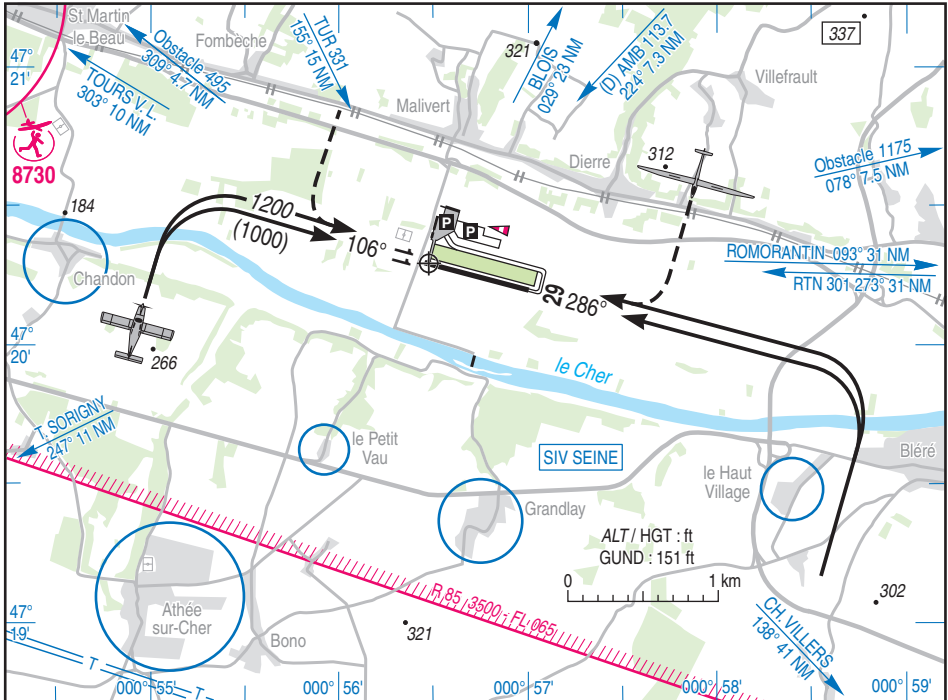 St Martin
le Beau
Fombèche
321
337
47°
21'
Obstacle 495
309° 4.7 NM
TOURS V.L.
303° 10 NM
TUR 331
155° 15 NM
Malivert
BLOIS
029° 23 NM
(D) AMB 113.7
224° 7.3 NM
Villefrault
8730
Dierre
312
Obstacle 1175
078° 7.5 NM
184
1200
(1000)
106°
11
P
P
Chandon
ROMORANTIN 093° 31 NM
RTN 301 273° 31 NM
29
286°
266
47°
20'
le Cher
T. SORIGNY
247° 11 NM
le Petit
Vau
SIV SEINE
le Haut
Village
Bléré
Grandlay
ALT / HGT : ft
GUND : 151 ft
0
1 km
R 85 3500 - FL 065
302
Athée
sur-Cher
Bono
321
47°
19'
CH.VILLERS
138° 41 NM
T
T
000° 55'
000° 56'
000° 57'
000° 58'
000° 59'